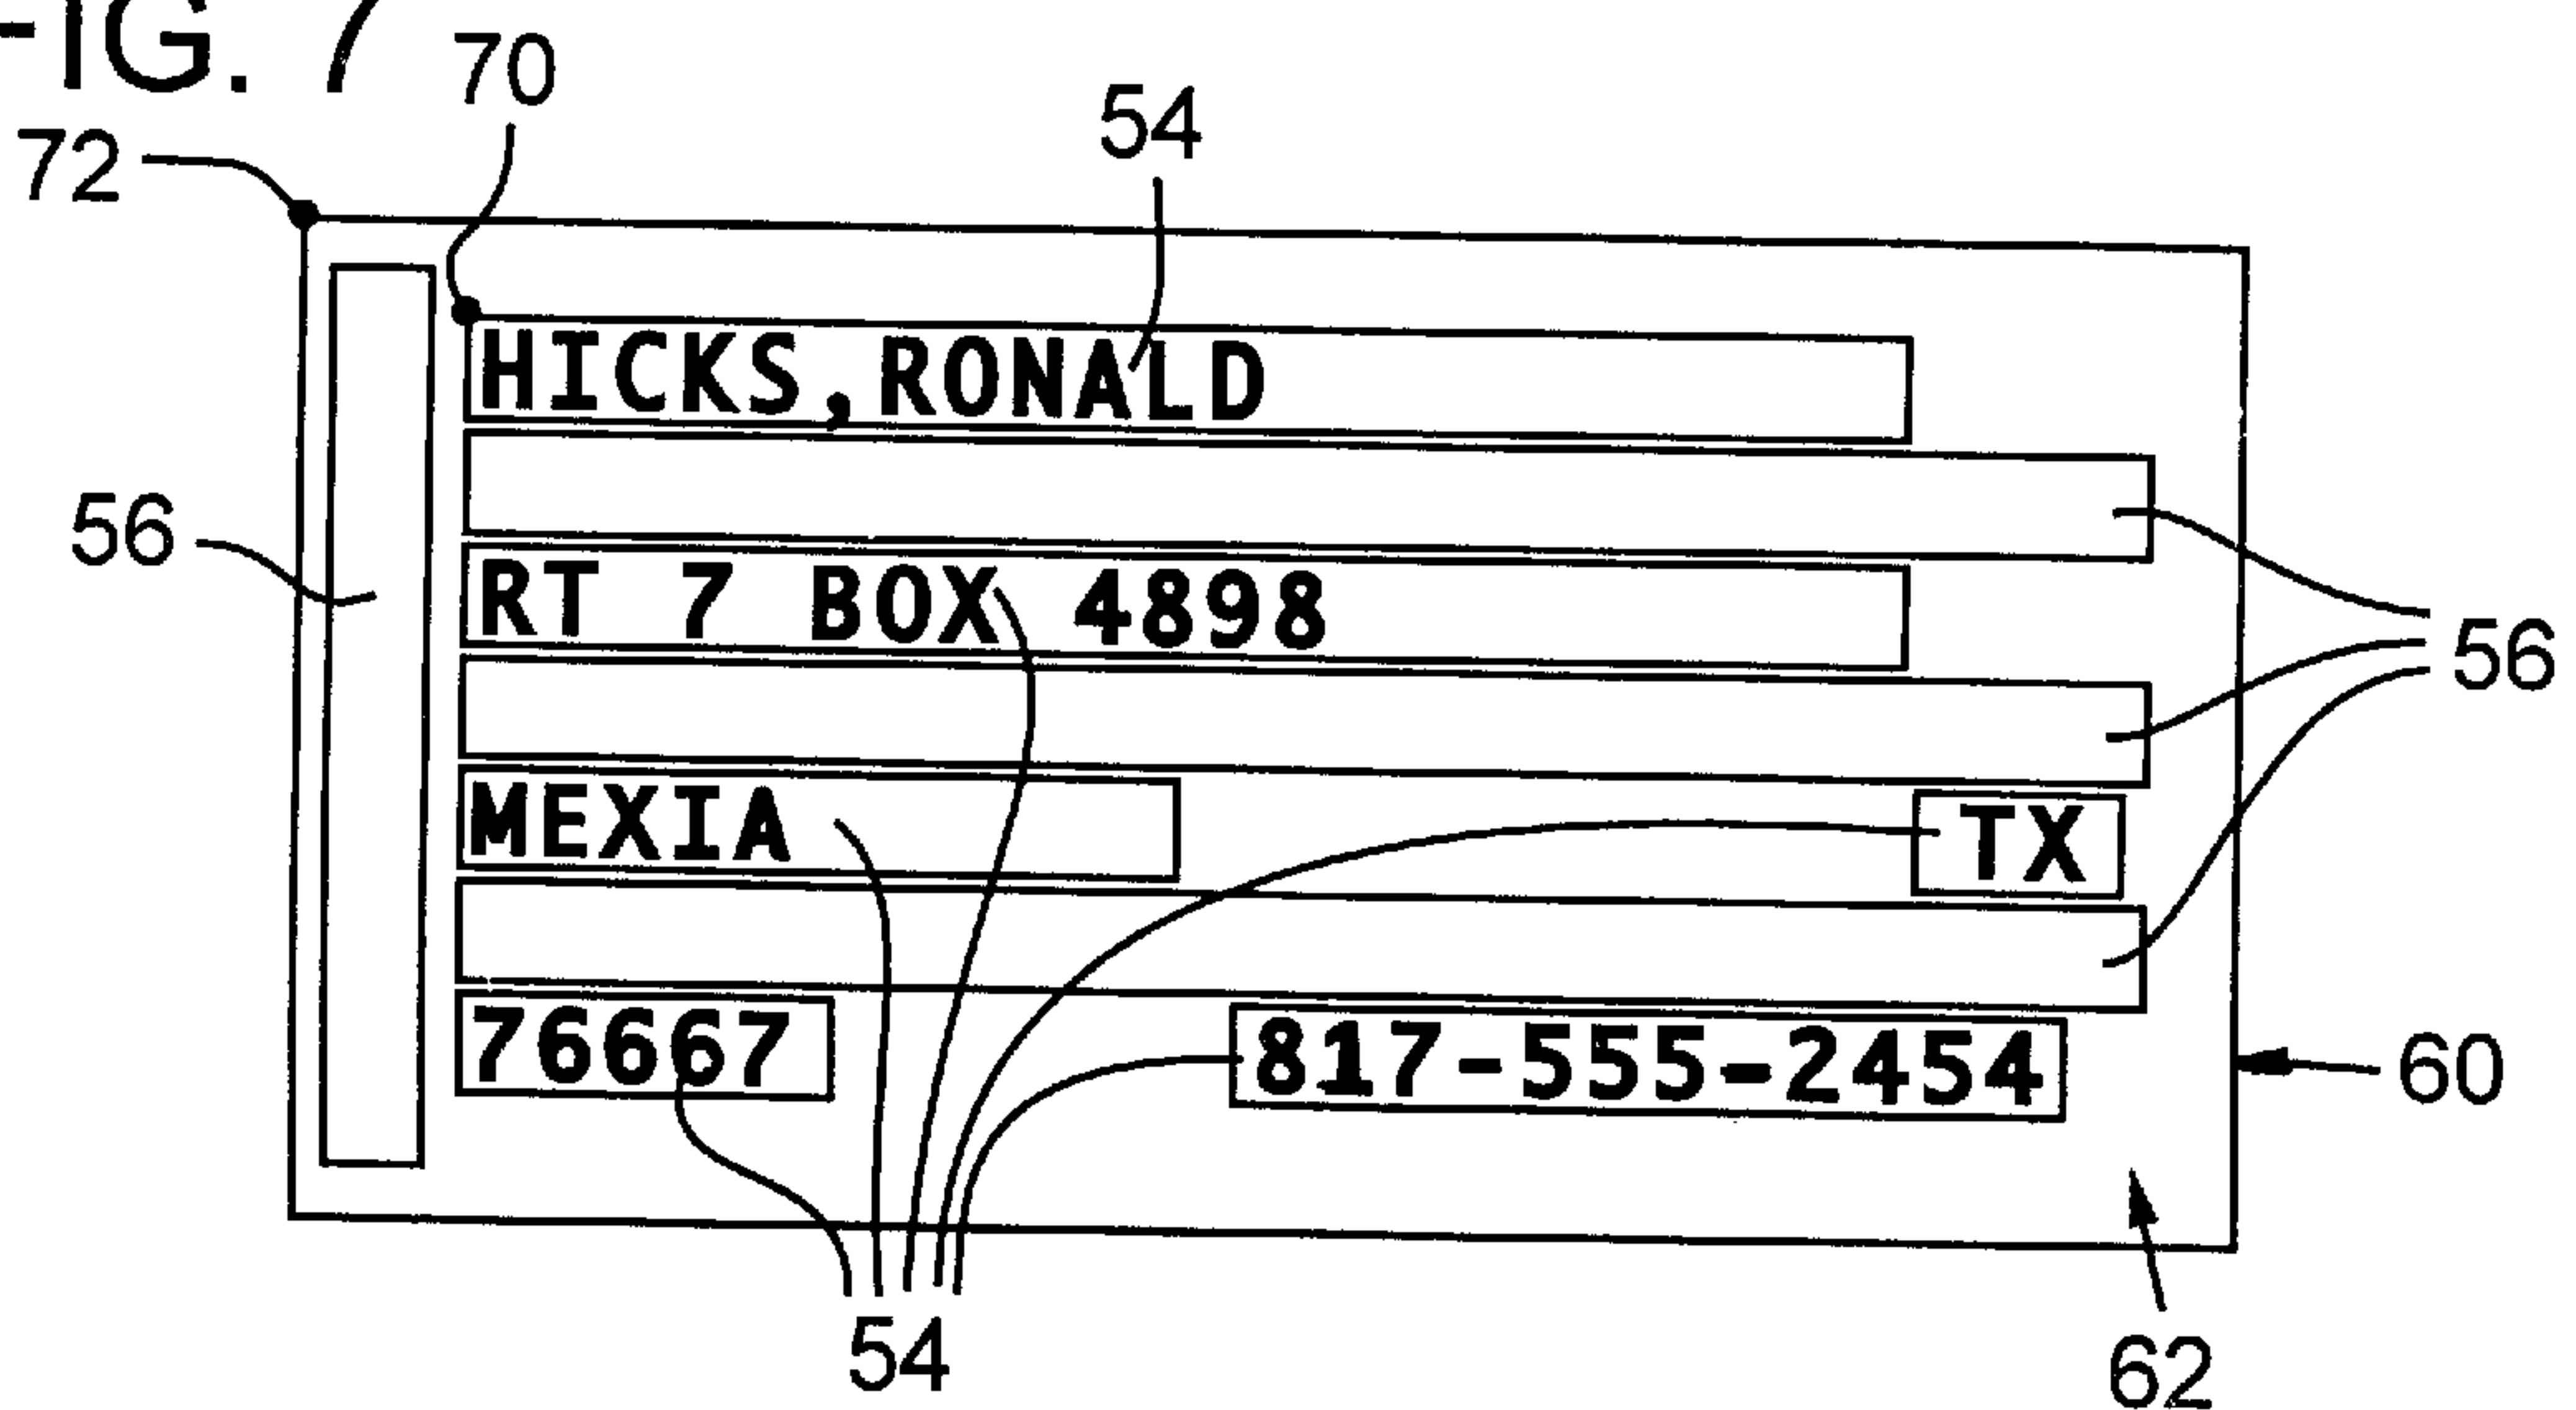 FIG. 7
70
54
72
HICKS,RONALD
56
RT 7 BOX 4898
56
MEXIA TX
76667 817-555-2454
60
54
62